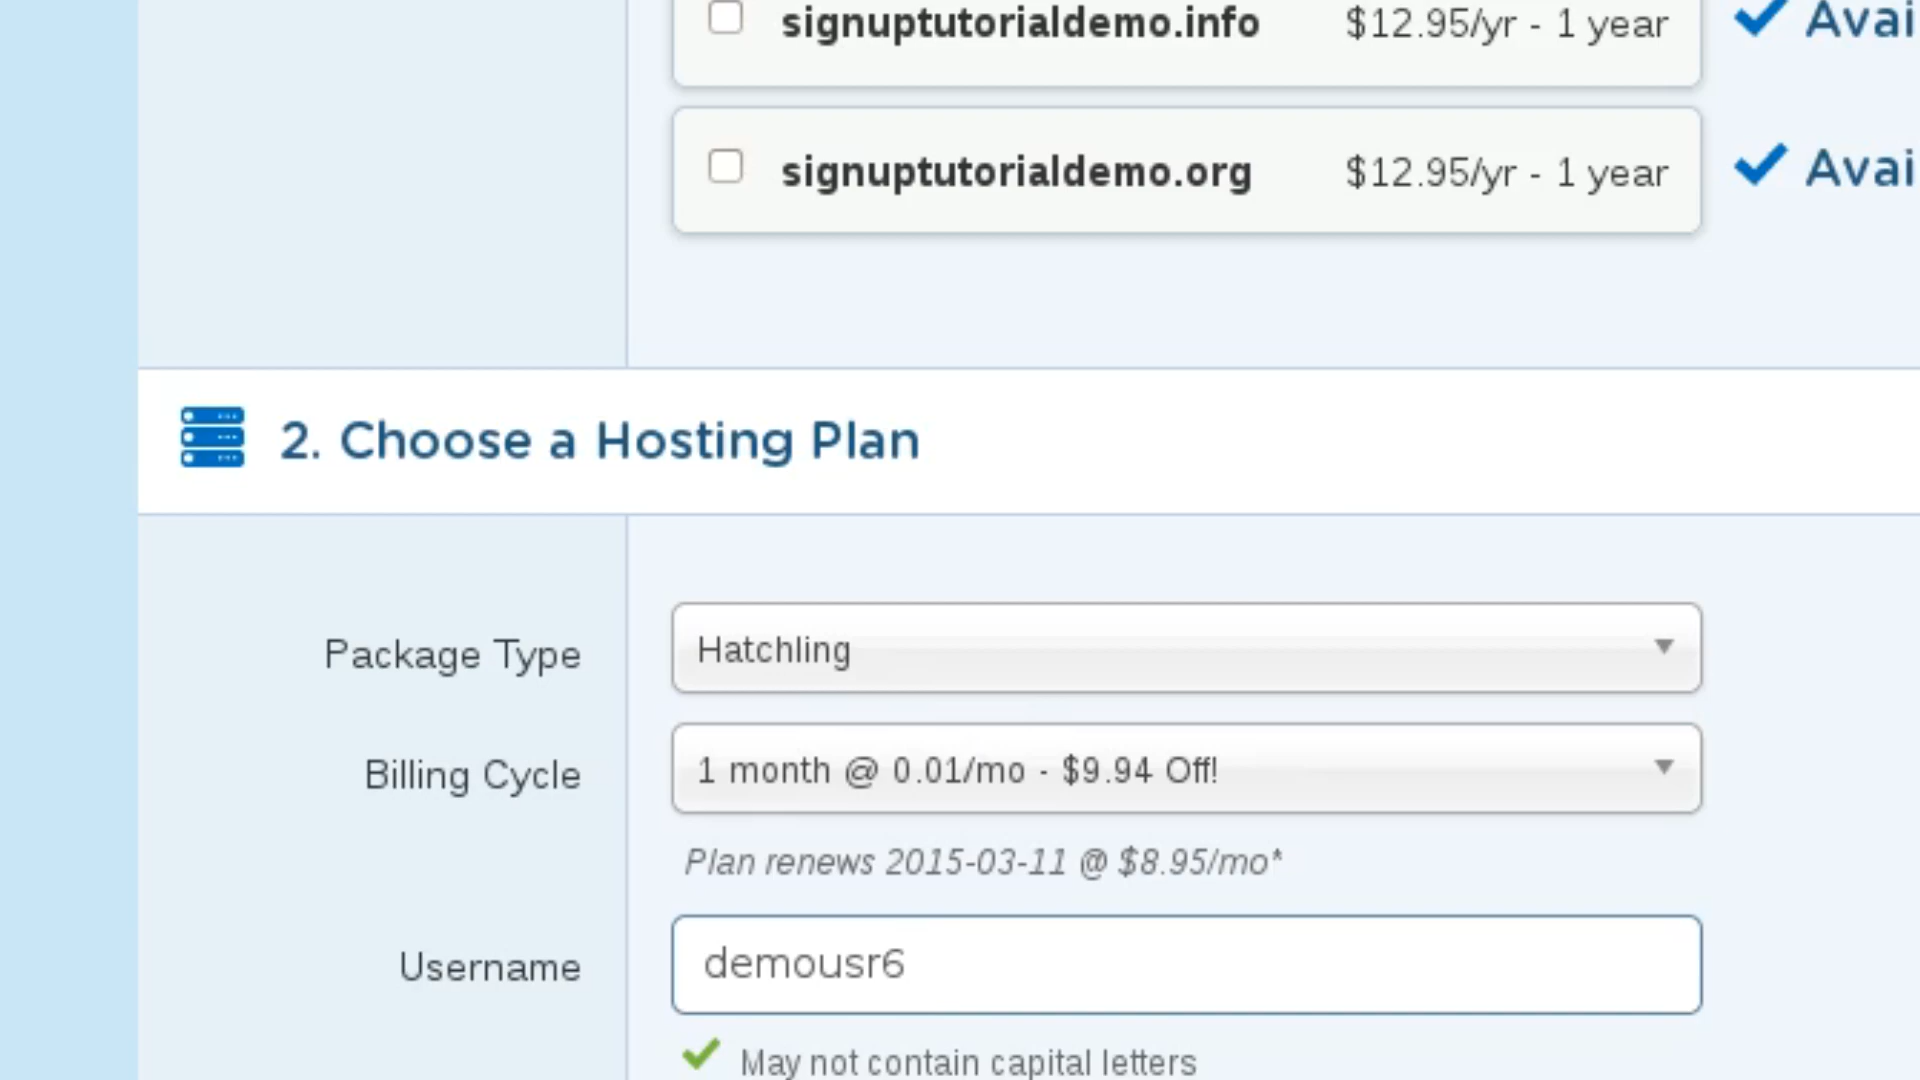 signuptutorialdemo.info $12.95/yr - 1 year
signuptutorialdemo.org $12.95/yr - 1 year
2. Choose a Hosting Plan
Package Type Hatchling
Billing Cycle 1 month @ 0.01/mo - $9.94 Off!
Plan renews 2015-03-11 @ $8.95/mo*
Username demousr6
May not contain capital letters